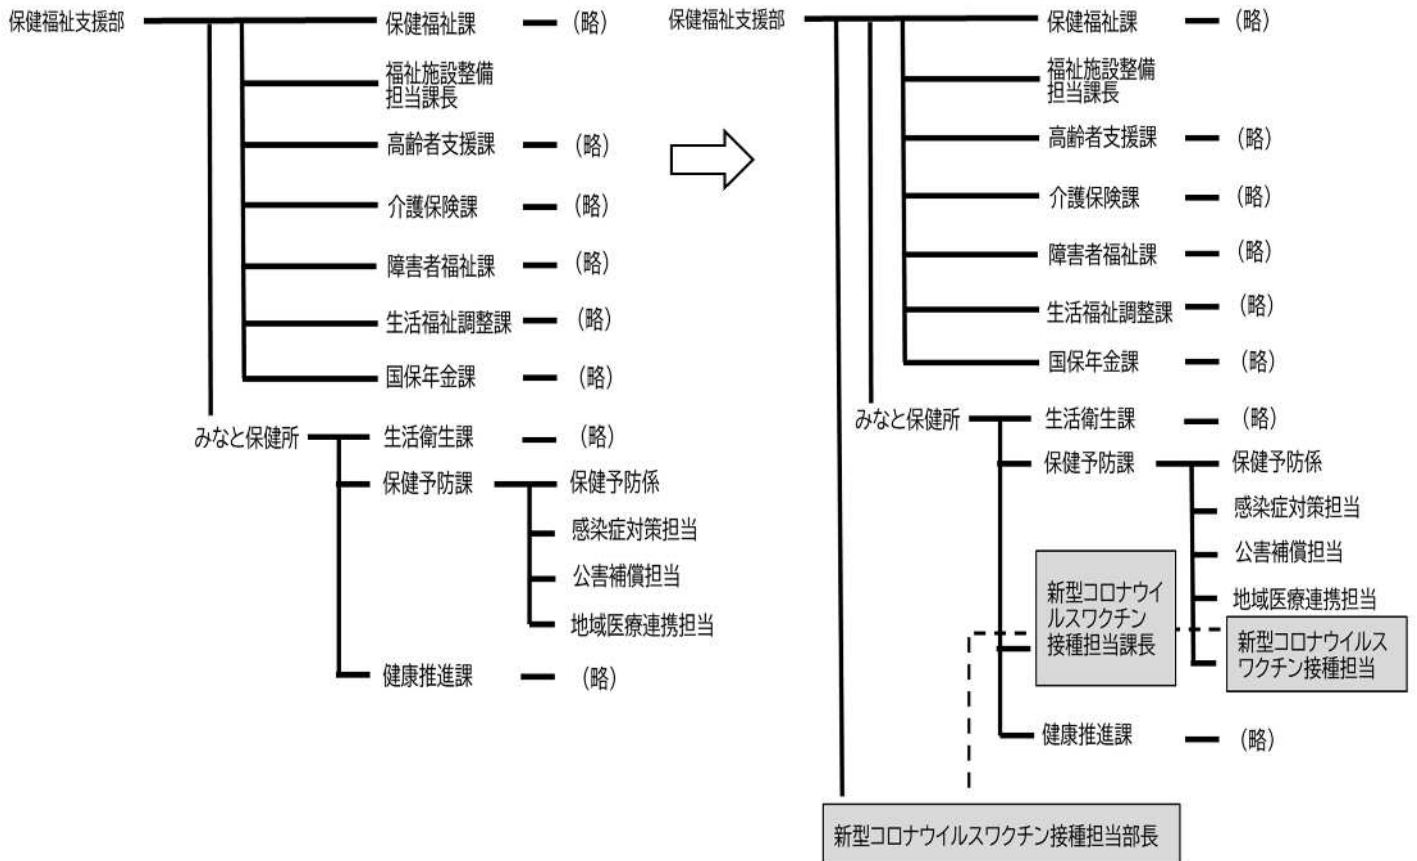 保健福祉支援部
保健福祉課
（略）
福祉施設整備
担当課長
高齢者支援課
（略）
介護保険課
（略）
障害者福祉課
（略）
生活福祉調整課
（略）
国保年金課
（略）
みなと保健所
生活衛生課
（略）
保健予防課
保健予防係
感染症対策担当
公害補償担当
地域医療連携担当
健康推進課
（略）
保健福祉支援部
保健福祉課
（略）
福祉施設整備
担当課長
高齢者支援課
（略）
介護保険課
（略）
障害者福祉課
（略）
生活福祉調整課
（略）
国保年金課
（略）
みなと保健所
生活衛生課
（略）
保健予防課
保健予防係
感染症対策担当
公害補償担当
地域医療連携担当
新型コロナウイルス
ワクチン接種担当
新型コロナウイ
ルスワクチン
接種担当課長
健康推進課
（略）
新型コロナウイルスワクチン接種担当部長